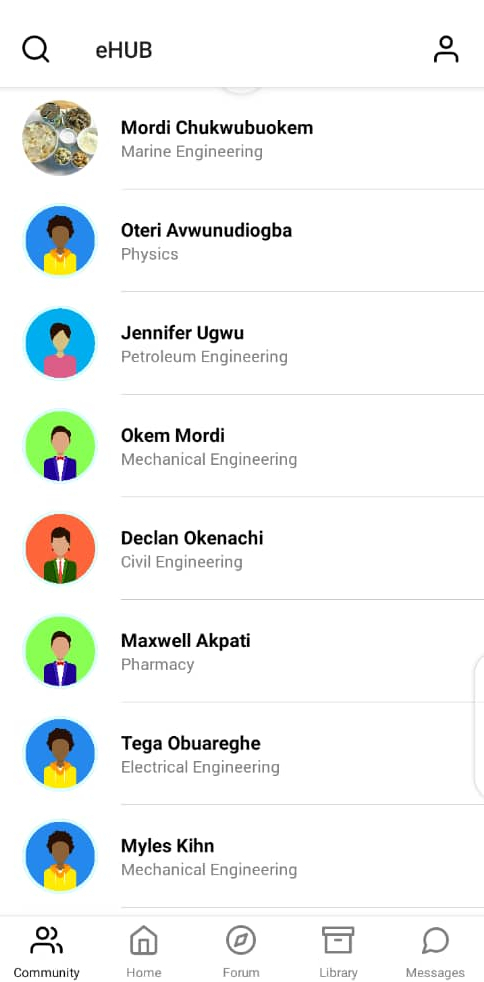 eHUB
Mordi Chukwubuokem
Marine Engineering
Oteri Avwunudiogba
Physics
Jennifer Ugwu
Petroleum Engineering
Okem Mordi
Mechanical Engineering
Declan Okenachi
Civil Engineering
Maxwell Akpati
Pharmacy
Tega Obuareghe
Electrical Engineering
Myles Kihn
Mechanical Engineering
Community Home Forum Library Messages